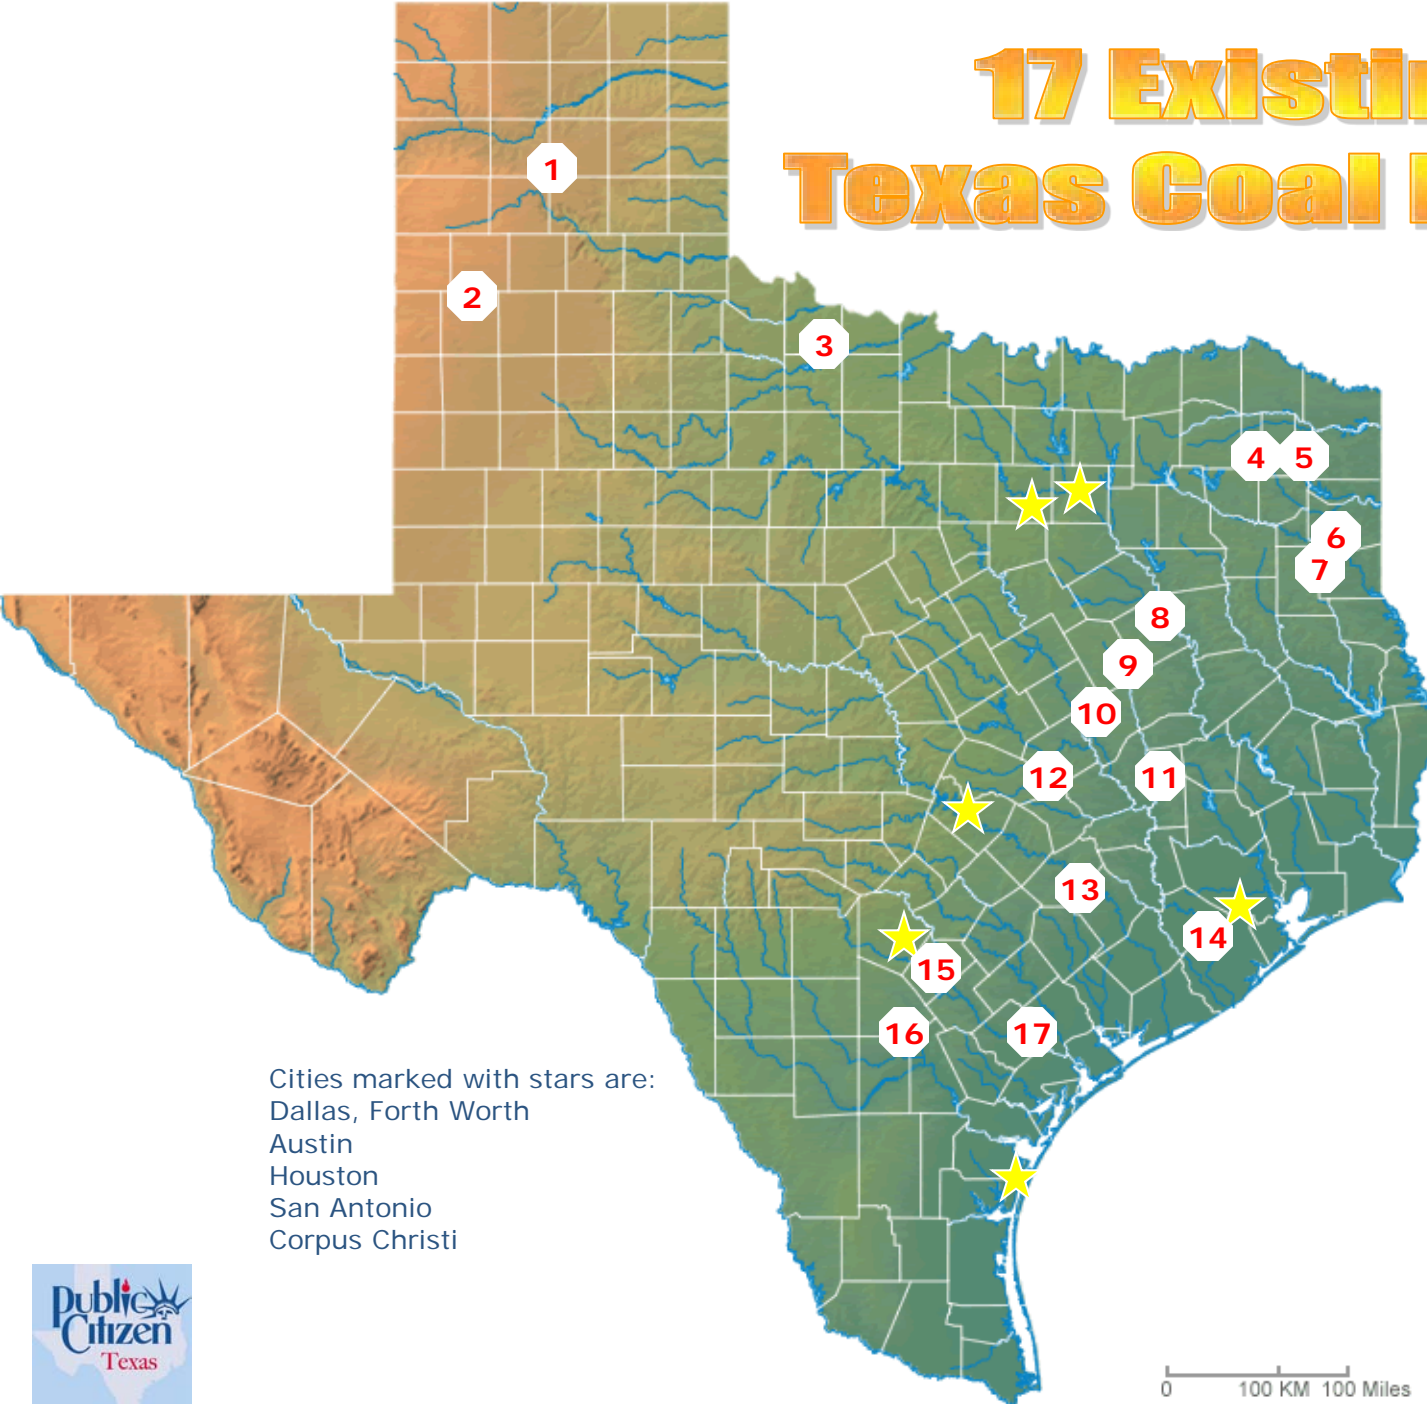 17 Existi
Texas Coal
1
2
3
4 5
6
7
8
9
10
12 11
13
14
15
16 17
Cities marked with stars are:
Dallas, Forth Worth
Austin
Houston
San Antonio
Corpus Christi
Public
Citizen
Texas
0 100 KM 100 Miles